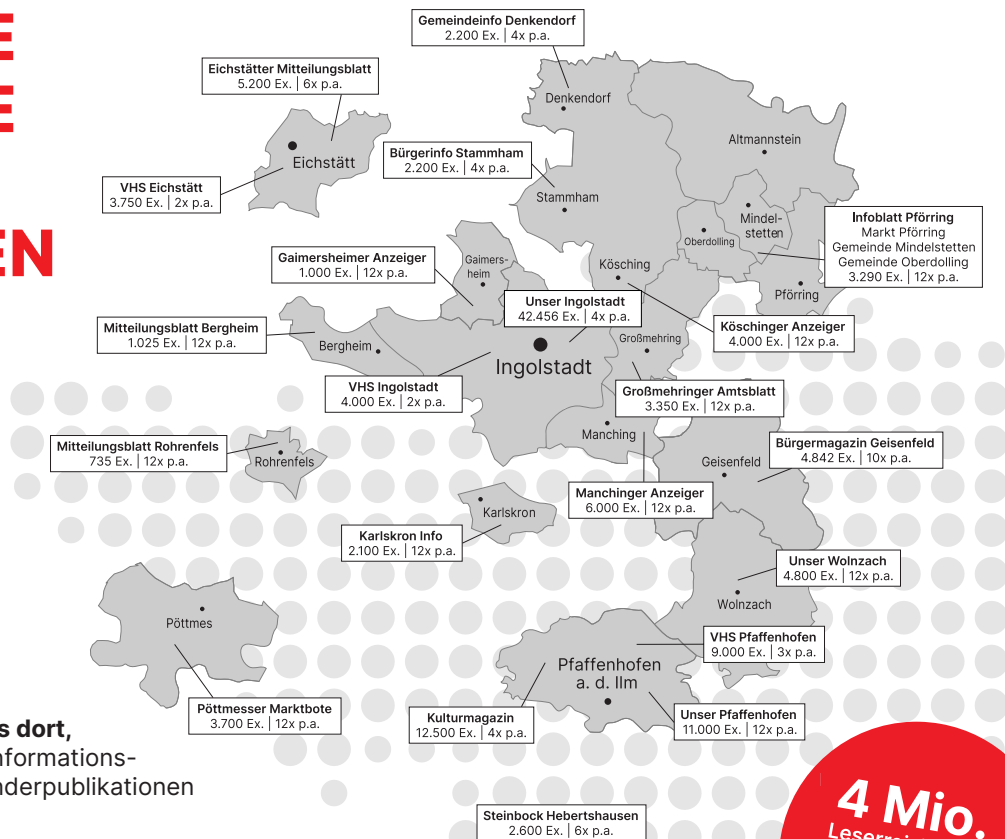 E
E
EN
Gemeindeinfo Denkendorf
2.200 Ex. | 4x p.a.
Eichstätter Mitteilungsblatt
5.200 Ex. | 6x p.a.
Denkendorf
Altmannstein
Bürgerinfo Stammham
2.200 Ex. | 4x p.a.
Eichstätt
VHS Eichstätt
3.750 Ex. | 2x p.a.
Stammham
Mindel-
stetten
Oberdolling
Infoblatt Pförring
Markt Pförring
Gemeinde Mindelstetten
Gemeinde Oberdolling
3.290 Ex. | 12x p.a.
Gaimersheimer Anzeiger
1.000 Ex. | 12x p.a.
Gaimers-
heim
Kösching
Pförring
Unser Ingolstadt
42.456 Ex. | 4x p.a.
Mitteilungsblatt Bergheim
1.025 Ex. | 12x p.a.
Bergheim
Köschinger Anzeiger
4.000 Ex. | 12x p.a.
Großmehring
Ingolstadt
VHS Ingolstadt
4.000 Ex. | 2x p.a.
Großmehringer Amtsblatt
3.350 Ex. | 12x p.a.
Manching
Mitteilungsblatt Rohrenfels
735 Ex. | 12x p.a.
Rohrenfels
Geisenfeld
Bürgermagazin Geisenfeld
4.842 Ex. | 10x p.a.
Manchinger Anzeiger
6.000 Ex. | 12x p.a.
Karlskron
Karlskron Info
2.100 Ex. | 12x p.a.
Unser Wolnzach
4.800 Ex. | 12x p.a.
Wolnzach
Pöttmes
VHS Pfaffenhofen
9.000 Ex. | 3x p.a.
Pfaffenhofen
a. d. Ilm
Pöttmesser Marktbote
3.700 Ex. | 12x p.a.
Kulturmagazin
12.500 Ex. | 4x p.a.
Unser Pfaffenhofen
11.000 Ex. | 12x p.a.
s dort,
nformations-
nderpublikationen
Steinbock Hebertshausen
2.600 Ex. | 6x p.a.
4 Mio.